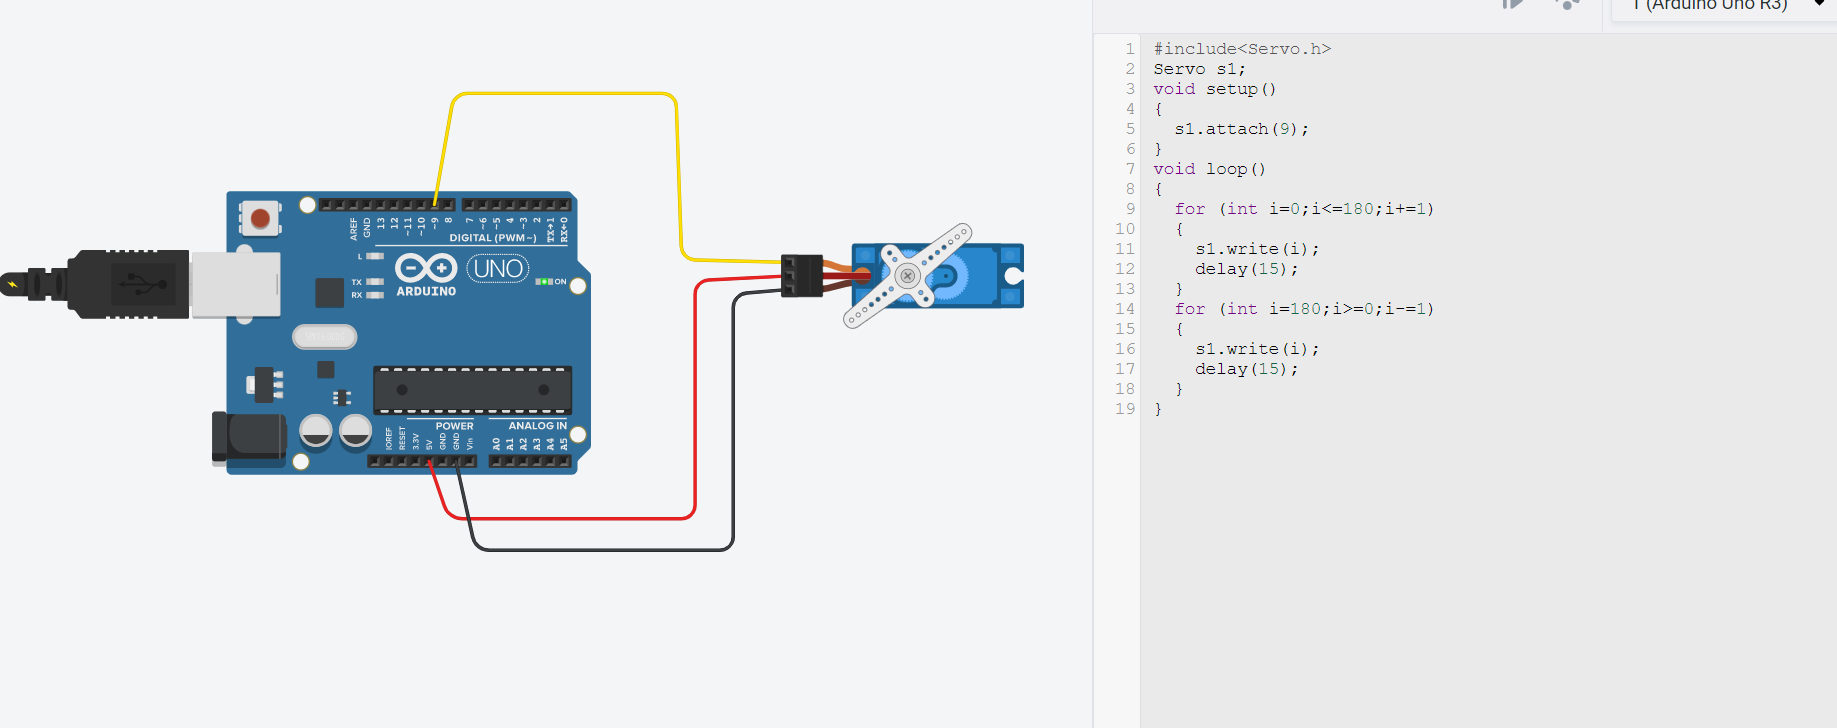 1 (Arduino Uno R3)
AREF
GND
13
12
~11
~10
~9
8
7
~6
~5
4
~3
2
TX→1
RX←0
DIGITAL (PWM~)
L
TX
RX
UNO
ARDUINO
ON
POWER
ANALOG IN
IOREF
RESET
3.3V
5V
GND
GND
Vin
A0
A1
A2
A3
A4
A5
1 #include<Servo.h>
2 Servo s1;
3 void setup()
4 {
5 s1.attach(9);
6 }
7 void loop()
8 {
9 for (int i=0;i<=180;i+=1)
10 {
11 s1.write(i);
12 delay(15);
13 }
14 for (int i=180;i>=0;i-=1)
15 {
16 s1.write(i);
17 delay(15);
18 }
19 }